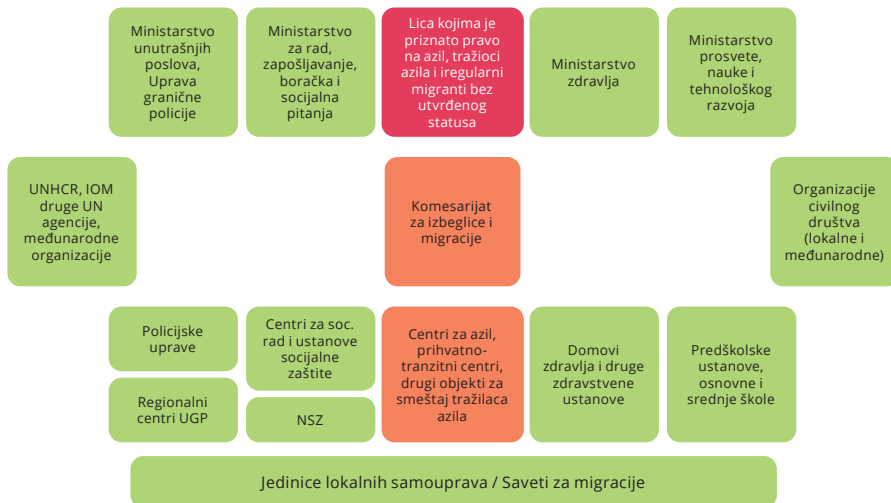 Ministarstvo
unutrašnjih
poslova,
Uprava
granične
policije
Ministarstvo
za rad,
zapošljavanje,
boračka i
socijalna
pitanja
Lica kojima je
priznato pravo
na azil, tražioci
azila i iregularni
migranti bez
utvrđenog
statusa
Ministarstvo
zdravlja
Ministarstvo
prosvete,
nauke i
tehnološkog
razvoja
UNHCR, IOM
druge UN
agencije,
međunarodne
organizacije
Komesarijat
za izbeglice i
migracije
Organizacije
civilnog
društva
(lokalne i
međunarodne)
Policijske
uprave
Regionalni
centri UGP
Centri za soc.
rad i ustanove
socijalne
zaštite
NSZ
Centri za azil,
prihvatno-
tranzitni centri,
drugi objekti za
smeštaj tražilaca
azila
Domovi
zdravlja i druge
zdravstvene
ustanove
Predškolske
ustanove,
osnovne i
srednje škole
Jedinice lokalnih samouprava / Saveti za migracije